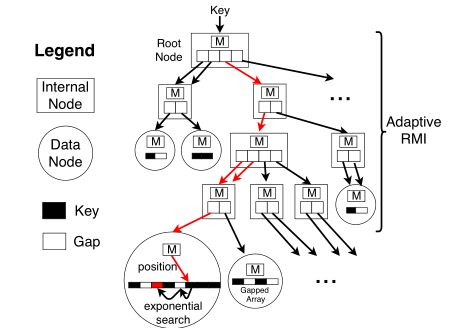 Key
Legend
Root
Node
M
Internal
Node
M
M
...
Adaptive
RMI
Data
Node
M
M
M
M
Key
M
M
M
M
Gap
M
position
exponential
search
M
Gapped
Array
...